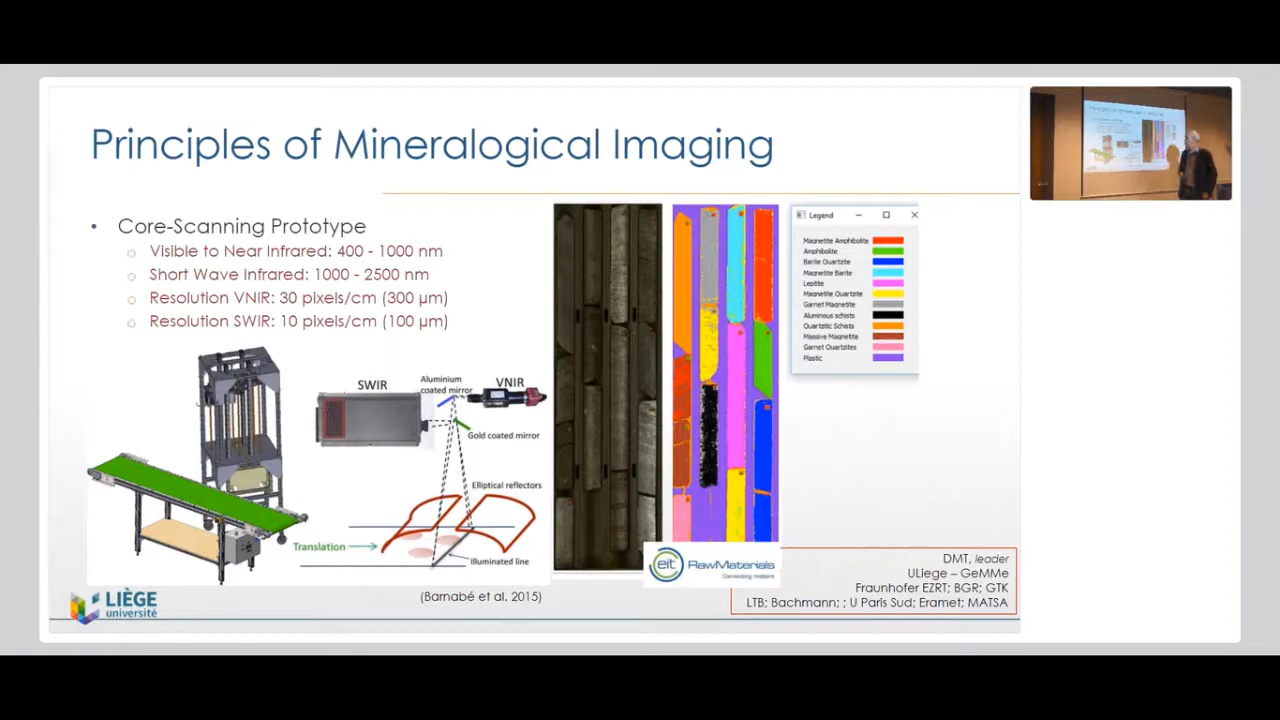 Principles of Mineralogical Imaging
• Core-Scanning Prototype
Visible to Near Infrared: 400 - 1000 nm
Short Wave Infrared: 1000 - 2500 nm
Resolution VNIR: 30 pixels/cm (300 µm)
Resolution SWIR: 10 pixels/cm (100 µm)
SWIR
Aluminium
coated mirror
VNIR
Gold coated mirror
Elliptical reflectors
Translation
Illuminated line
(Barnabé et al. 2015)
Legend
Magnetite Amphibolite
Amphibolite
Barite Quartzite
Magnetite Barite
Leptite
Magnetite Quartzite
Garnet Magnetite
Aluminous schists
Quartzitic Schists
Massive Magnetite
Garnet Quartzites
Plastic
eit RawMaterials
Connecting matters
DMT, leader
ULiege – GeMMe
Fraunhofer EZRT; BGR; GTK
LTB; Bachmann; ; U Paris Sud; Eramet; MATSA
LIÈGE
université